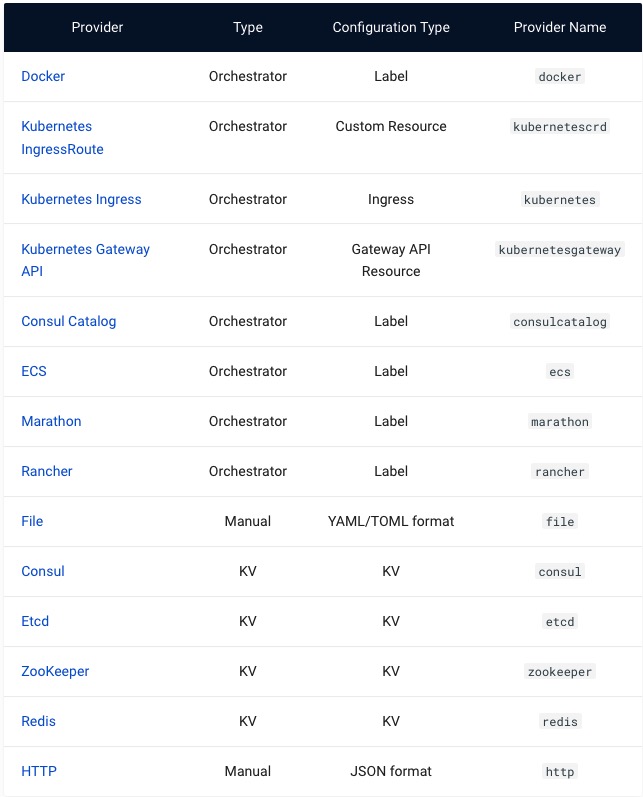 Provider Type Configuration Type Provider Name
Docker Orchestrator Label docker
Kubernetes Orchestrator Custom Resource kubernetescrd
IngressRoute
Kubernetes Ingress Orchestrator Ingress kubernetes
Kubernetes Gateway Orchestrator Gateway API kubernetesgateway
API Resource
Consul Catalog Orchestrator Label consulcatalog
ECS Orchestrator Label ecs
Marathon Orchestrator Label marathon
Rancher Orchestrator Label rancher
File Manual YAML/TOML format file
Consul KV KV consul
Etcd KV KV etcd
ZooKeeper KV KV zookeeper
Redis KV KV redis
HTTP Manual JSON format http